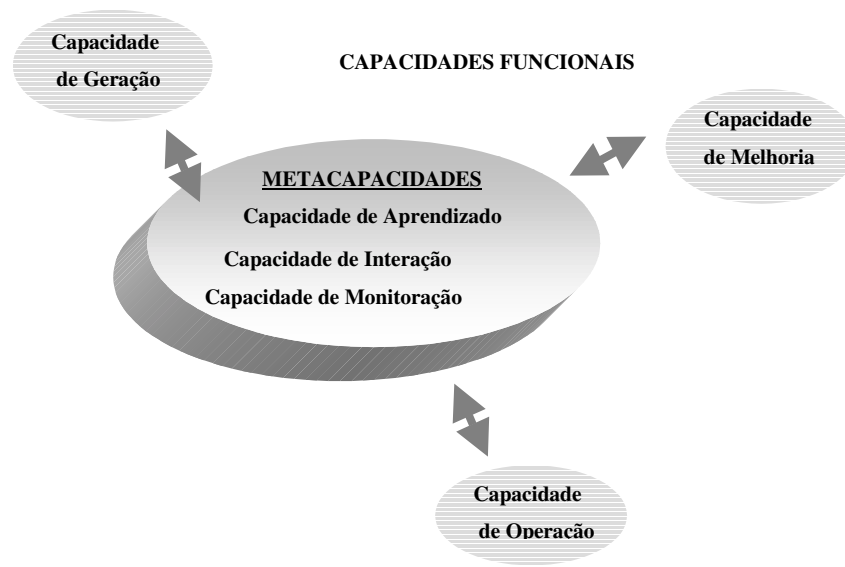 Capacidade
de Geração
CAPACIDADES FUNCIONAIS
Capacidade
de Melhoria
METACAPACIDADES
Capacidade de Aprendizado
Capacidade de Interação
Capacidade de Monitoração
Capacidade
de Operação